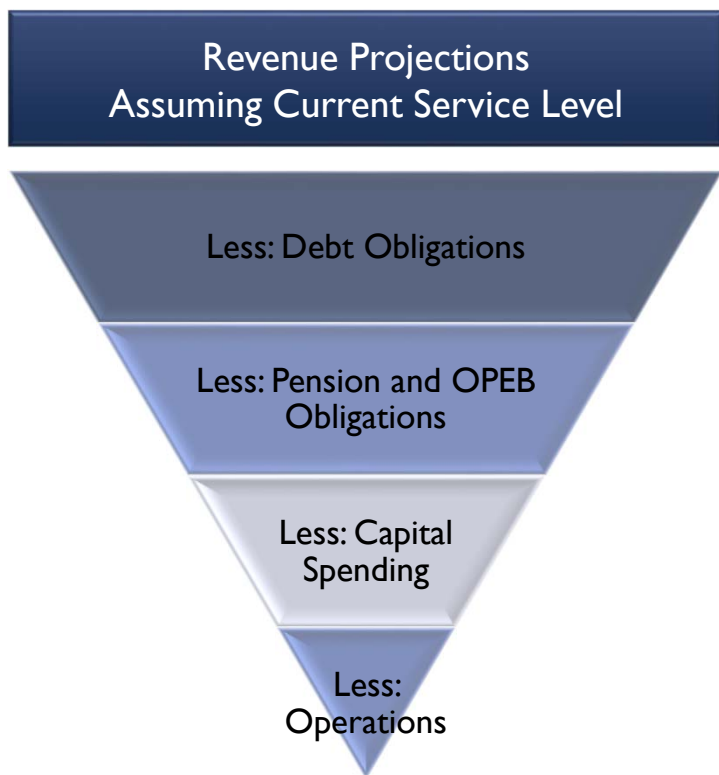 Revenue Projections
Assuming Current Service Level
Less: Debt Obligations
Less: Pension and OPEB
Obligations
Less: Capital
Spending
Less:
Operations